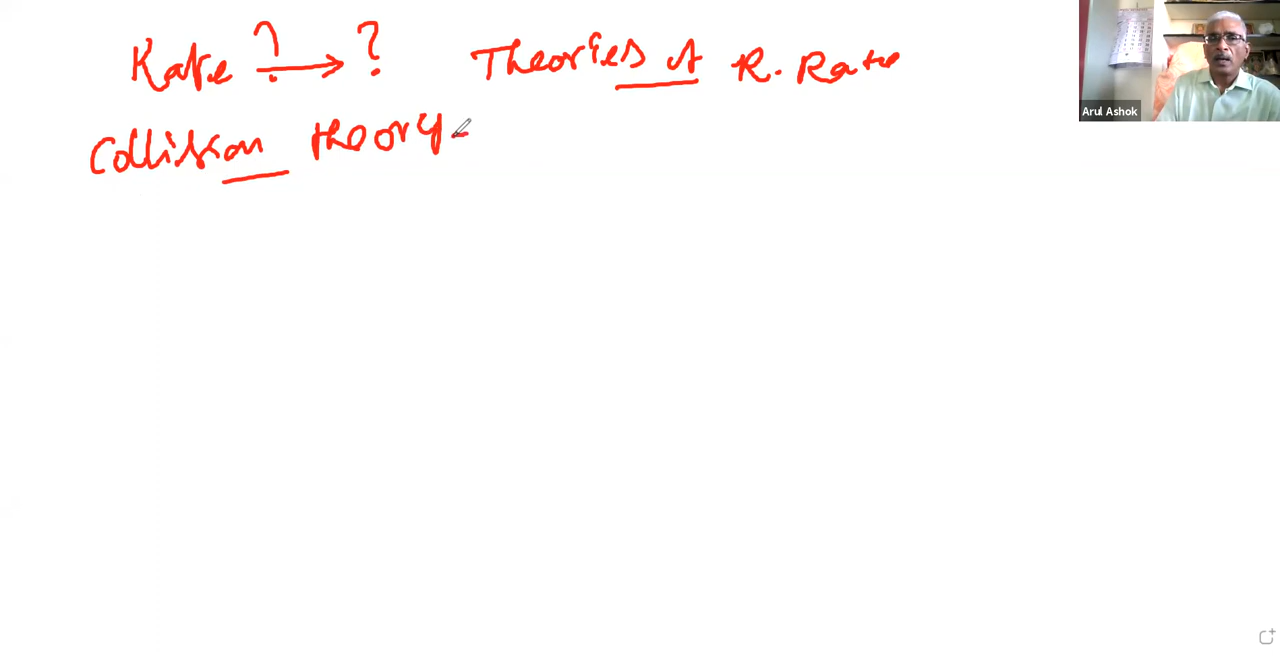 Rate ? → ? Theories of R. Rate
Collision theory -
Arul Ashok